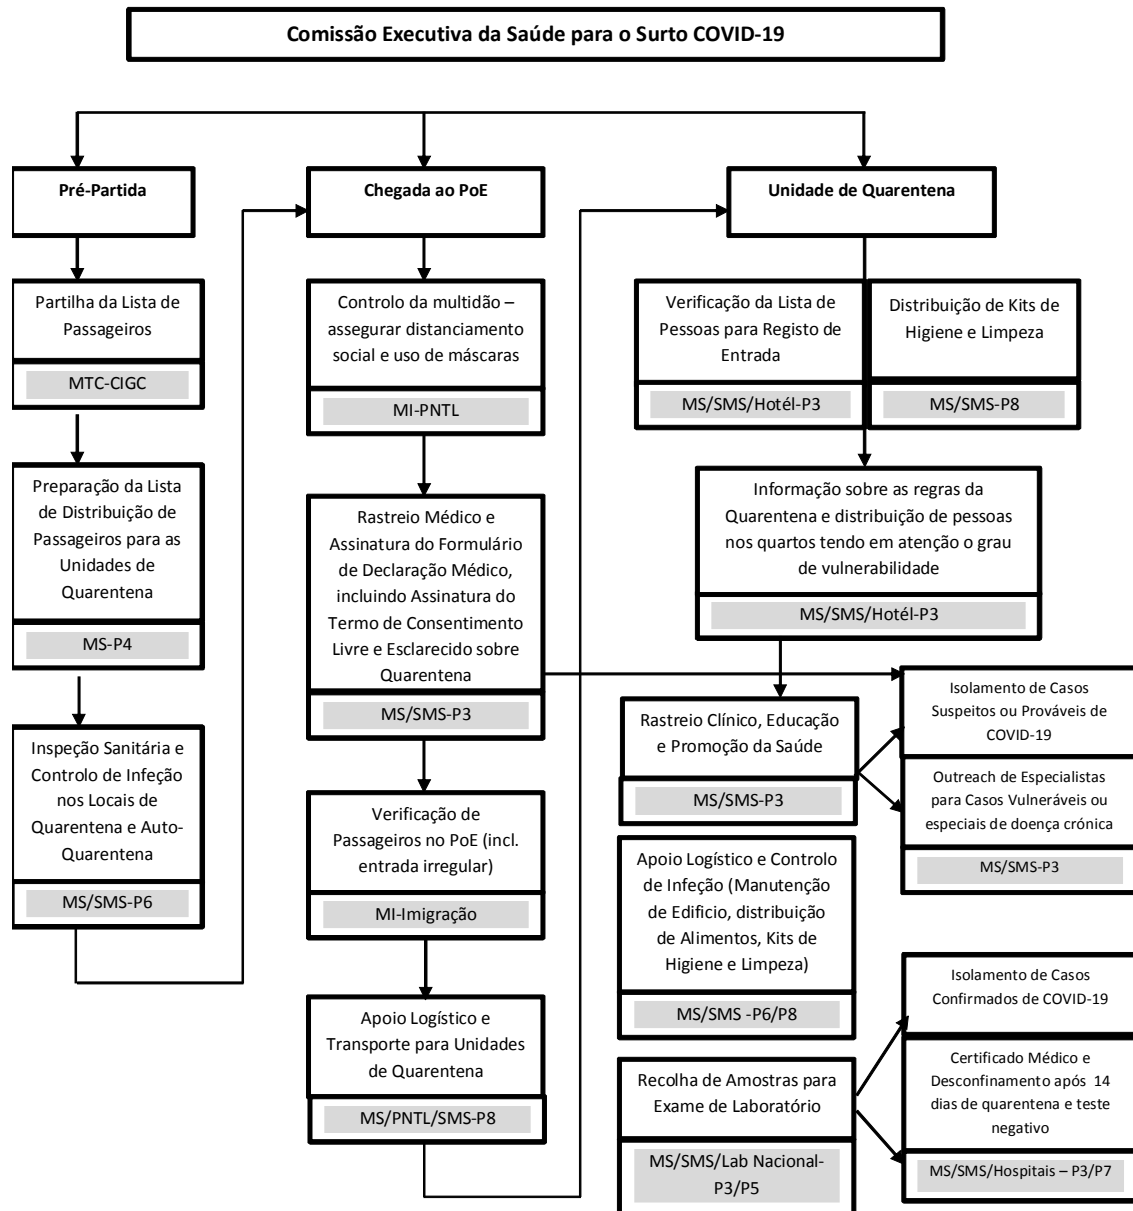 Comissão Executiva da Saúde para o Surto COVID-19
Pré-Partida
Partilha da Lista de
Passageiros
MTC-CIGC
Preparação da Lista
de Distribuição de
Passageiros para as
Unidades de
Quarentena
MS-P4
Inspeção Sanitária e
Controlo de Infeção
nos Locais de
Quarentena e Auto-
Quarentena
MS/SMS-P6
Chegada ao PoE
Controlo da multidão –
assegurar distanciamento
social e uso de máscaras
MI-PNTL
Rastreio Médico e
Assinatura do Formulário
de Declaração Médico,
incluindo Assinatura do
Termo de Consentimento
Livre e Esclarecido sobre
Quarentena
MS/SMS-P3
Verificação de
Passageiros no PoE (incl.
entrada irregular)
MI-Imigração
Apoio Logístico e
Transporte para Unidades
de Quarentena
MS/PNTL/SMS-P8
Unidade de Quarentena
Verificação da Lista de
Pessoas para Registo de
Entrada
MS/SMS/Hotél-P3
Distribuição de Kits de
Higiene e Limpeza
MS/SMS-P8
Informação sobre as regras da
Quarentena e distribuição de pessoas
nos quartos tendo em atenção o grau
de vulnerabilidade
MS/SMS/Hotél-P3
Rastreio Clínico, Educação
e Promoção da Saúde
MS/SMS-P3
Isolamento de Casos
Suspeitos ou Prováveis de
COVID-19
Outreach de Especialistas
para Casos Vulneráveis ou
especiais de doença crónica
MS/SMS-P3
Apoio Logístico e Controlo
de Infeção (Manutenção
de Edificio, distribuição
de Alimentos, Kits de
Higiene e Limpeza)
MS/SMS -P6/P8
Recolha de Amostras para
Exame de Laboratório
MS/SMS/Lab Nacional-
P3/P5
Isolamento de Casos
Confirmados de COVID-19
Certificado Médico e
Desconfinamento após 14
dias de quarentena e teste
negativo
MS/SMS/Hospitais – P3/P7